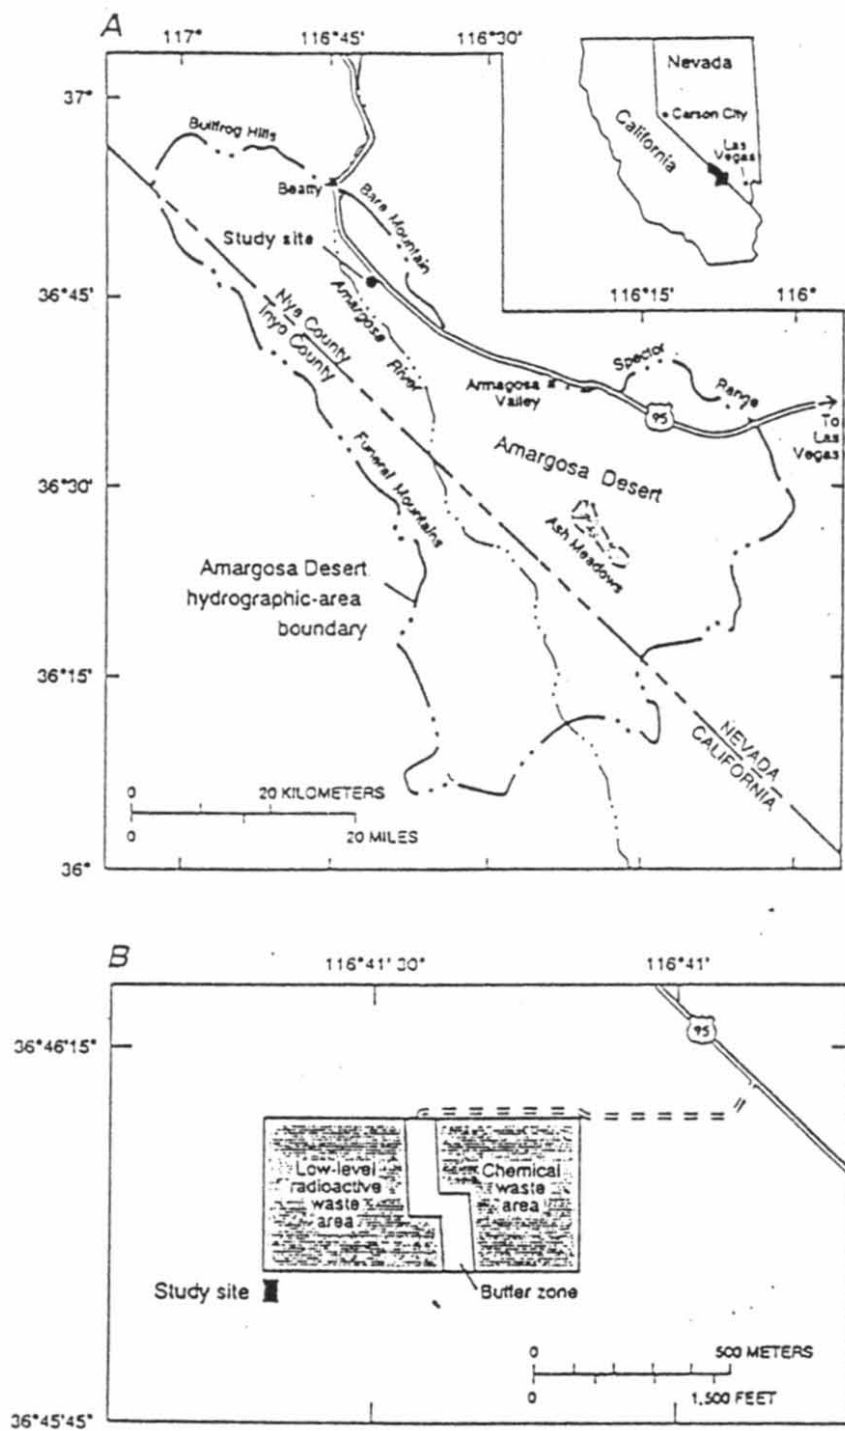 A
117°
116°45'
116°30'
Nevada
Carson City
California
Las
Vegas
37°
Bullfrog Hills
Beatty
Bare Mountain
Study site
36°45'
116°15'
116°
Amargosa
River
Nye County
Inyo County
Spector
Range
Armagosa
Valley
95
To
Las
Vegas
Amargosa Desert
36°30'
Funeral Mountains
Ash Meadows
Amargosa Desert
hydrographic-area
boundary
36°15'
NEVADA
CALIFORNIA
0 20 KILOMETERS
0 20 MILES
36°
B
116°41'30"
116°41'
36°46'15"
95
Low-level
radioactive
waste
area
Chemical
waste
area
Study site
Buffer zone
0 500 METERS
0 1,500 FEET
36°45'45"